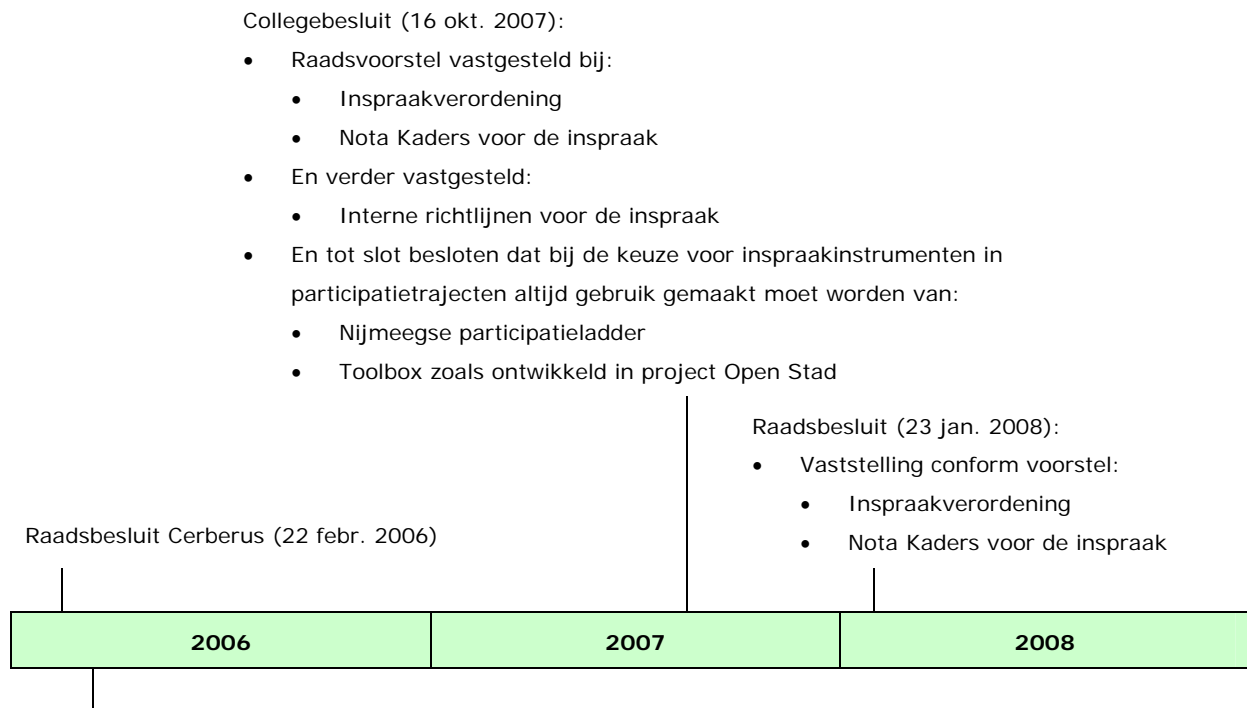 Collegebesluit (16 okt. 2007):
• Raadsvoorstel vastgesteld bij:
• Inspraakverordening
• Nota Kaders voor de inspraak
• En verder vastgesteld:
• Interne richtlijnen voor de inspraak
• En tot slot besloten dat bij de keuze voor inspraakinstrumenten in
participatietrajecten altijd gebruik gemaakt moet worden van:
• Nijmeegse participatieladder
• Toolbox zoals ontwikkeld in project Open Stad
Raadsbesluit (23 jan. 2008):
• Vaststelling conform voorstel:
• Inspraakverordening
• Nota Kaders voor de inspraak
Raadsbesluit Cerberus (22 febr. 2006)
2006 2007 2008